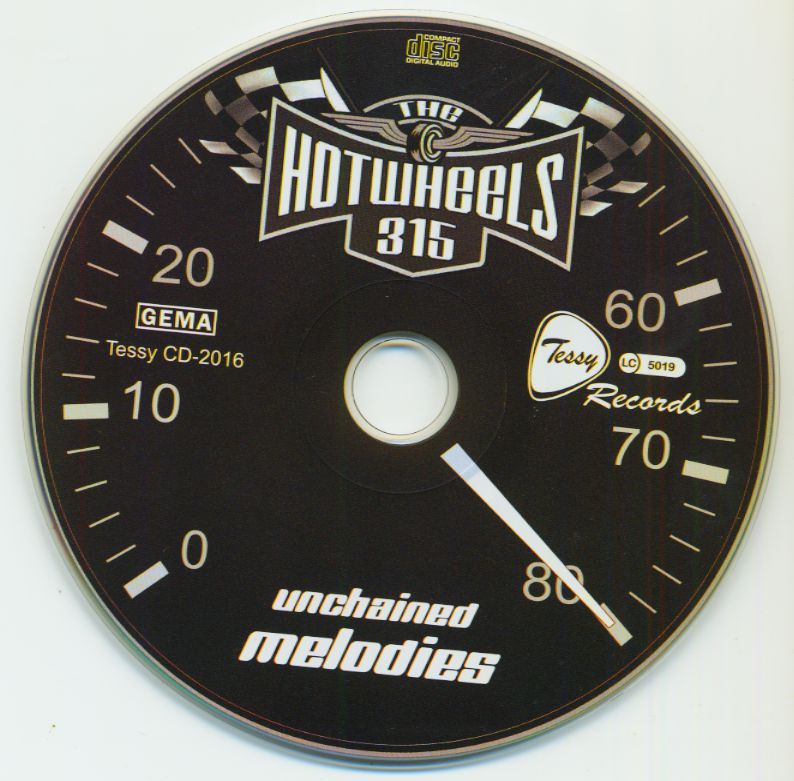 COMPACT
disc
DIGITAL AUDIO
THE
HOTWHEELS
315
20
60
GEMA
Tessy CD-2016
Tessy
LC 5019
Records
10
70
0
80
unchained
melodies